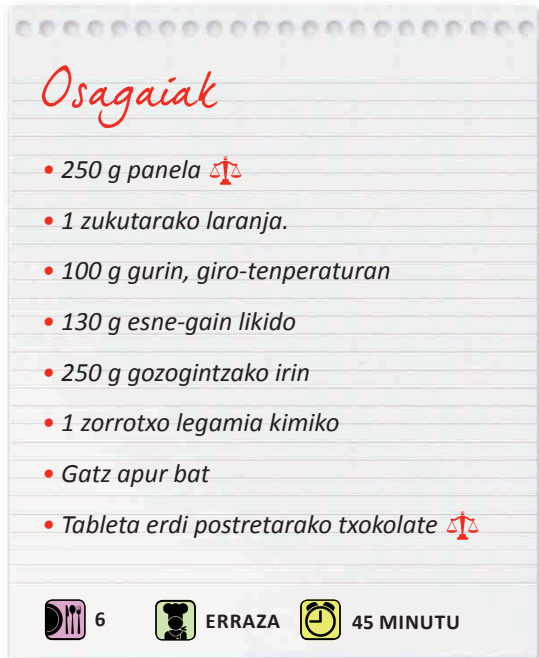 Osagaiak
• 250 g panela
• 1 zukutarako laranja.
• 100 g gurin, giro-tenperaturan
• 130 g esne-gain likido
• 250 g gozogintzako irin
• 1 zorrotxo legamia kimiko
• Gatz apur bat
• Tableta erdi postretarako txokolate
6 ERRAZA 45 MINUTU